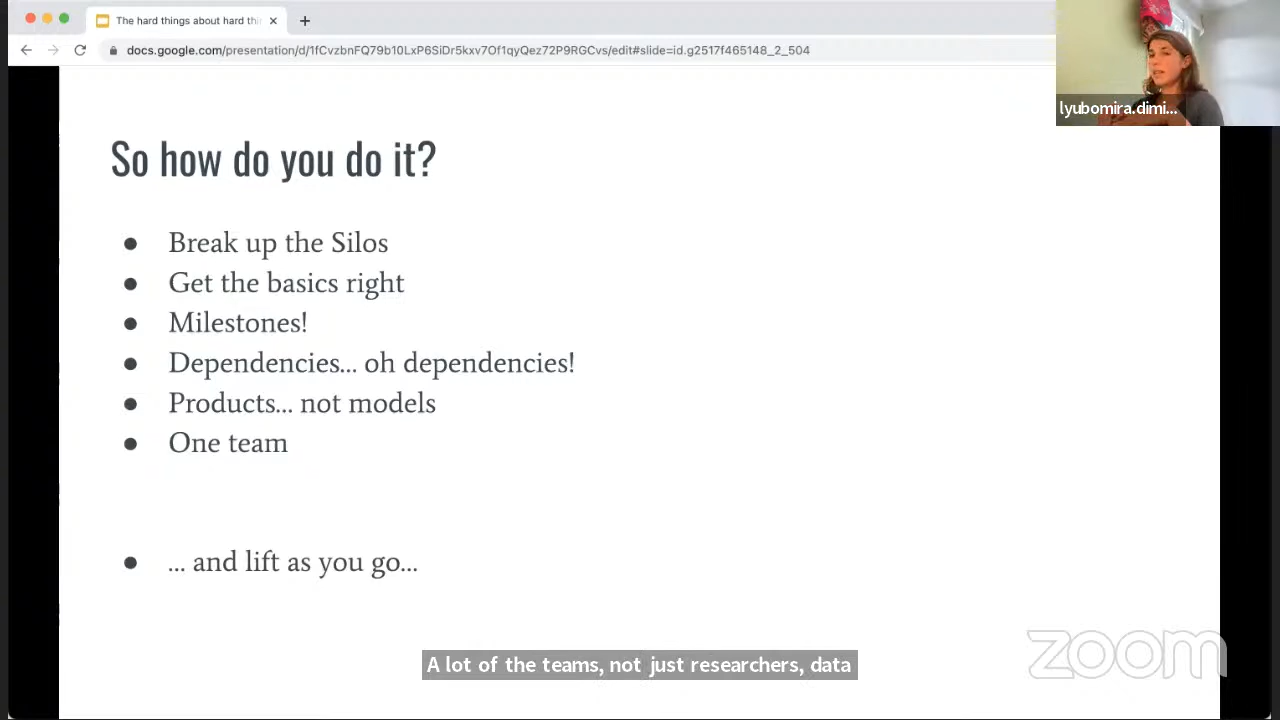 The hard things about hard thi
docs.google.com/presentation/d/1fCvzbnFQ79b10LxP6SiDr5kxv7Of1qyQez72P9RGCvs/edit#slide=id.g2517f465148_2_504
lyubomira.dimi...
So how do you do it?
● Break up the Silos
● Get the basics right
● Milestones!
● Dependencies... oh dependencies!
● Products... not models
● One team
● ... and lift as you go...
A lot of the teams, not just researchers, data
zoom